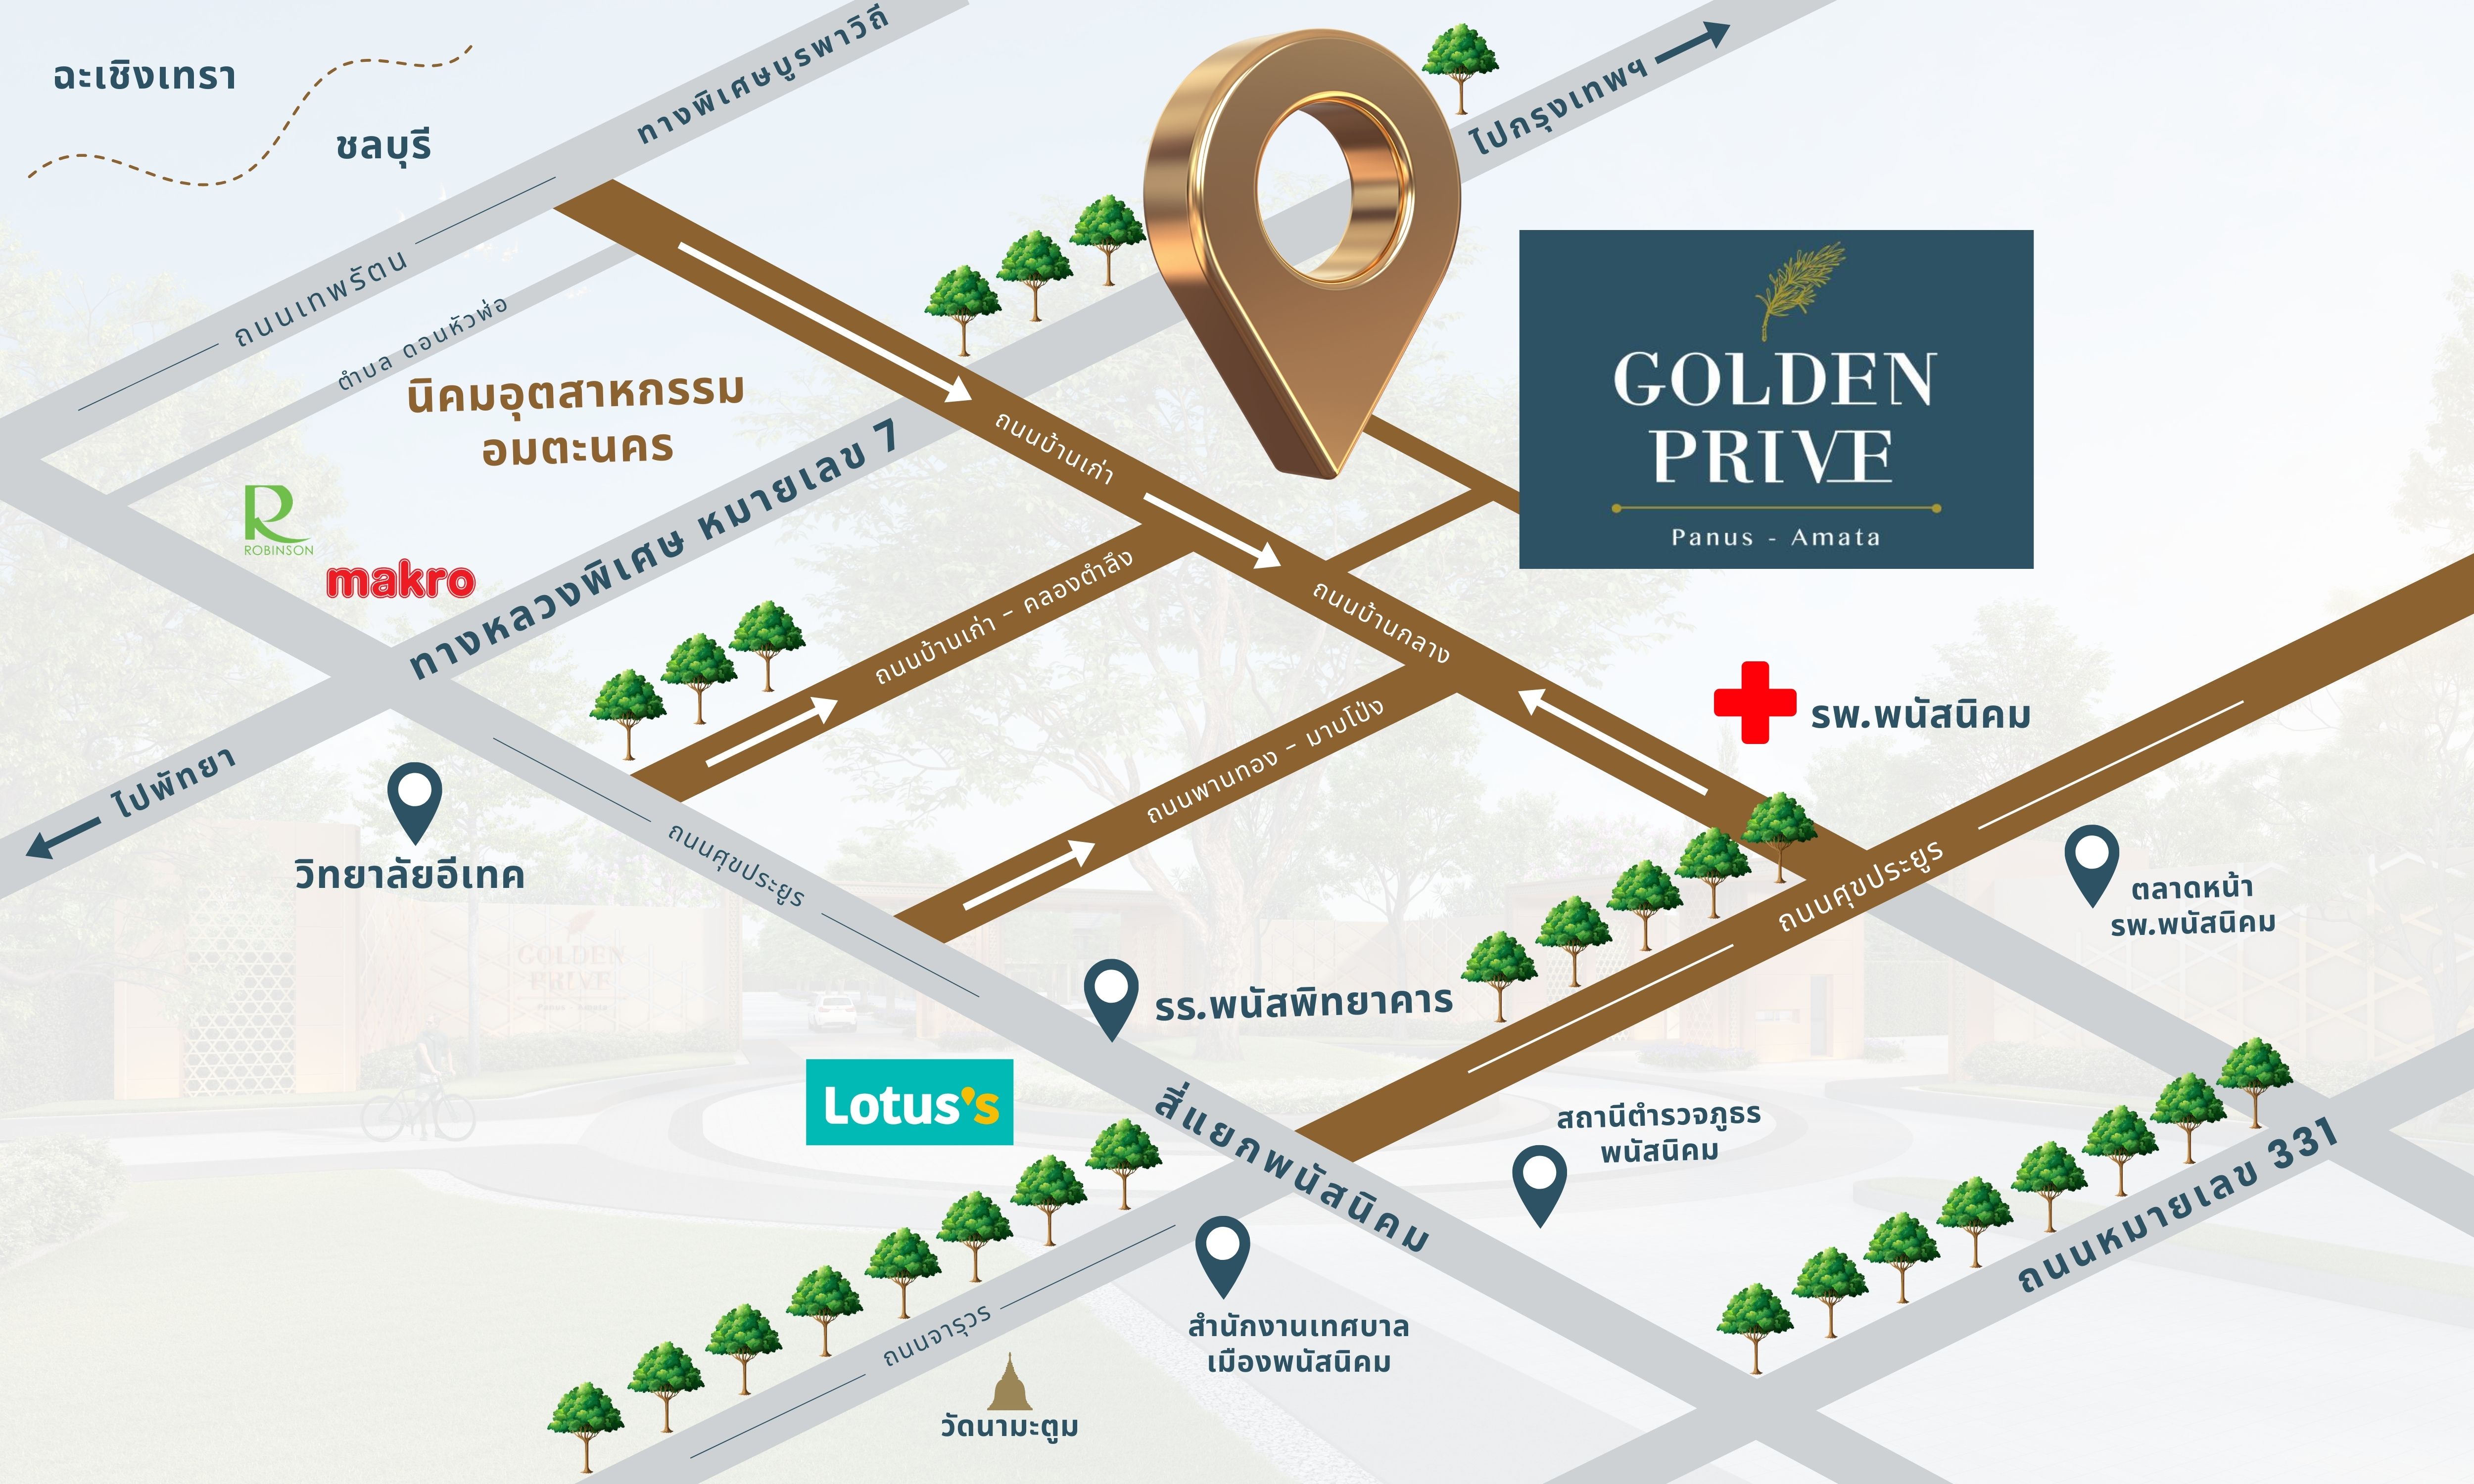 ฉะเชิงเทรา
ชลบุรี
ทางพิเศษบูรพาวิถี
ไปกรุงเทพฯ
ถนนเทพรัตน
ตำบล ดอนหัวฬ่อ
นิคมอุตสาหกรรม
อมตะนคร
ทางหลวงพิเศษ หมายเลข 7
ถนนบ้านเก่า
GOLDEN
PRIVE
Panus - Amata
R
ROBINSON
makro
ถนนบ้านเก่า - คลองตำลึง
ถนนบ้านกลาง
ถนนพานทอง - มาบโป่ง
รพ.พนัสนิคม
ไปพัทยา
วิทยาลัยอีเทค
ถนนศุขประยูร
ถนนศุขประยูร
ตลาดหน้า
รพ.พนัสนิคม
GOLDEN
PRIVE
Panus - Amata
รร.พนัสพิทยาคาร
Lotus's
สี่แยกพนัสนิคม
สถานีตำรวจภูธร
พนัสนิคม
ถนนหมายเลข 331
ถนนจารุวร
สำนักงานเทศบาล
เมืองพนัสนิคม
วัดนามะตูม